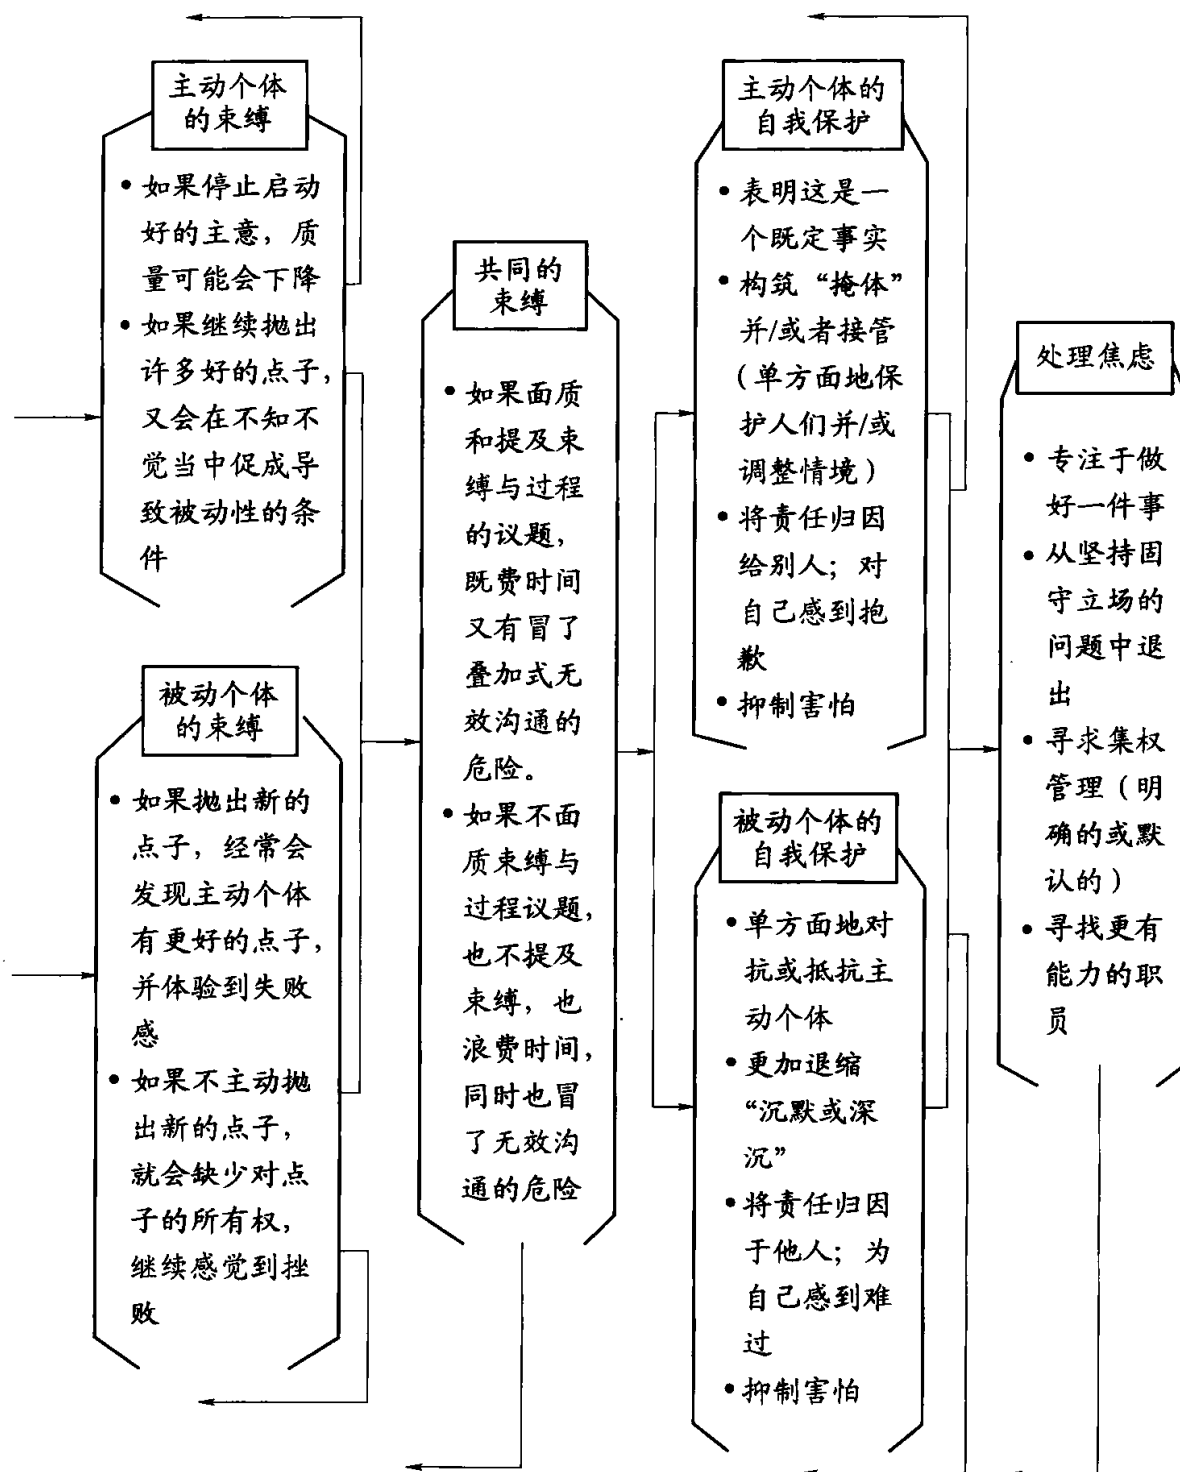 主动个体
的束缚
• 如果停止启动
好的主意，质
量可能会下降
• 如果继续抛出
许多好的点子，
又会在不知不
觉当中促成导
致被动性的条
件
被动个体
的束缚
• 如果抛出新的
点子，经常会
发现主动个体
有更好的点子，
并体验到失败
感
• 如果不主动抛
出新的点子，
就会缺少对点
子的所有权，
继续感觉到挫
败
共同的
束缚
• 如果面质
和提及束
缚与过程
的议题，
既费时间
又有冒了
叠加式无
效沟通的
危险。
• 如果不面
质束缚与
过程议题，
也不提及
束缚，也
浪费时间，
同时也冒
了无效沟
通的危险
主动个体的
自我保护
• 表明这是一
个既定事实
• 构筑“掩体”
并/或者接管
（单方面地保
护人们并/或
调整情境）
• 将责任归因
给别人；对
自己感到抱
歉
• 抑制害怕
被动个体的
自我保护
• 单方面地对
抗或抵抗主
动个体
• 更加退缩
“沉默或深
沉”
• 将责任归因
于他人；为
自己感到难
过
• 抑制害怕
处理焦虑
• 专注于做
好一件事
• 从坚持固
守立场的
问题中退
出
• 寻求集权
管理（明
确的或默
认的）
• 寻找更有
能力的职
员